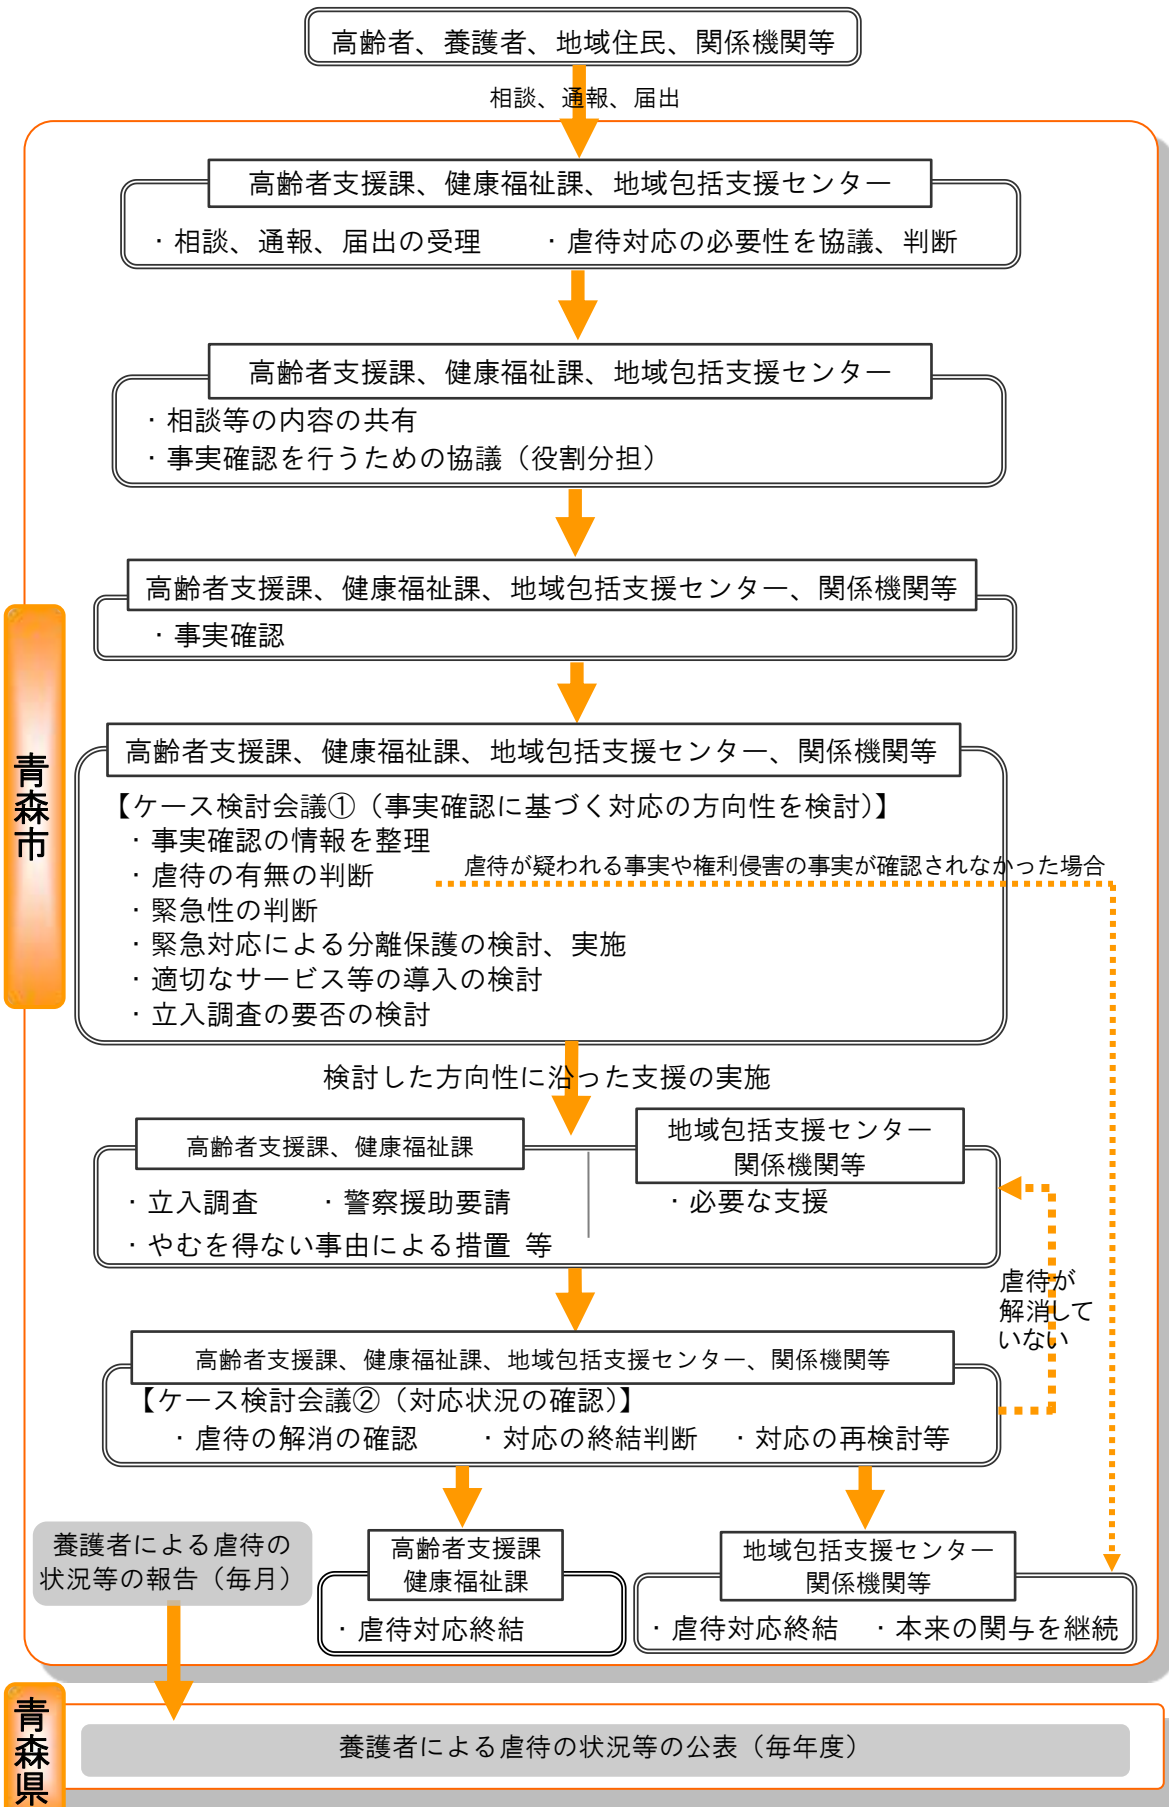 高齢者、養護者、地域住民、関係機関等
相談、通報、届出
高齢者支援課、健康福祉課、地域包括支援センター
・相談、通報、届出の受理　・虐待対応の必要性を協議、判断
高齢者支援課、健康福祉課、地域包括支援センター
・相談等の内容の共有
・事実確認を行うための協議（役割分担）
高齢者支援課、健康福祉課、地域包括支援センター、関係機関等
・事実確認
青森市
高齢者支援課、健康福祉課、地域包括支援センター、関係機関等
【ケース検討会議①（事実確認に基づく対応の方向性を検討）】
・事実確認の情報を整理
・虐待の有無の判断
虐待が疑われる事実や権利侵害の事実が確認されなかった場合
・緊急性の判断
・緊急対応による分離保護の検討、実施
・適切なサービス等の導入の検討
・立入調査の要否の検討
検討した方向性に沿った支援の実施
高齢者支援課、健康福祉課
・立入調査　・警察援助要請
・やむを得ない事由による措置 等
地域包括支援センター
関係機関等
・必要な支援
虐待が
解消して
いない
高齢者支援課、健康福祉課、地域包括支援センター、関係機関等
【ケース検討会議②（対応状況の確認）】
・虐待の解消の確認　・対応の終結判断　・対応の再検討等
養護者による虐待の
状況等の報告（毎月）
高齢者支援課
健康福祉課
・虐待対応終結
地域包括支援センター
関係機関等
・虐待対応終結　・本来の関与を継続
青森県
養護者による虐待の状況等の公表（毎年度）